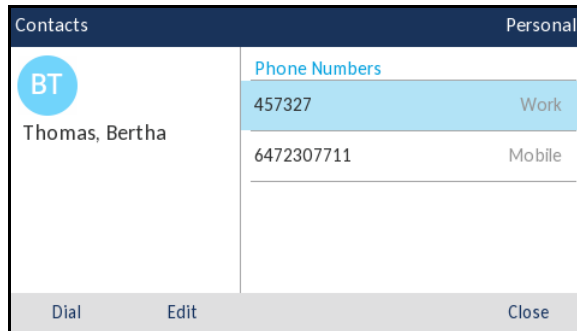 Contacts Personal
BT
Thomas, Bertha
Phone Numbers
457327 Work
6472307711 Mobile
Dial Edit Close